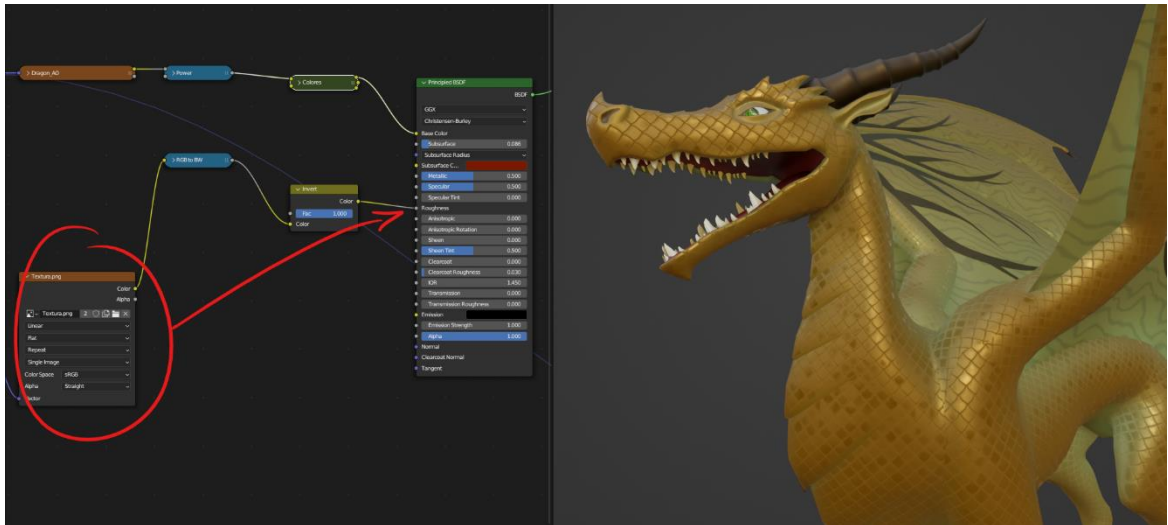 Dragon_AO
Power
Colores
Principled BSDF
BSDF
GGX
Christensen-Burley
Base Color
Subsurface 0.086
Subsurface Radius
Subsurface C...
Metallic 0.500
Specular 0.500
Specular Tint 0.000
Roughness
Anisotropic 0.000
Anisotropic Rotation 0.000
Sheen 0.000
Sheen Tint 0.500
Clearcoat 0.000
Clearcoat Roughness 0.030
IOR 1.450
Transmission 0.000
Transmission Roughness 0.000
Emission
Emission Strength 1.000
Alpha 1.000
Normal
Clearcoat Normal
Tangent
RGB to BW
Invert
Color
Fac 1.000
Color
Textura.png
Color
Alpha
Textura.png 2
Linear
Flat
Repeat
Single Image
Color Space sRGB
Alpha Straight
Vector